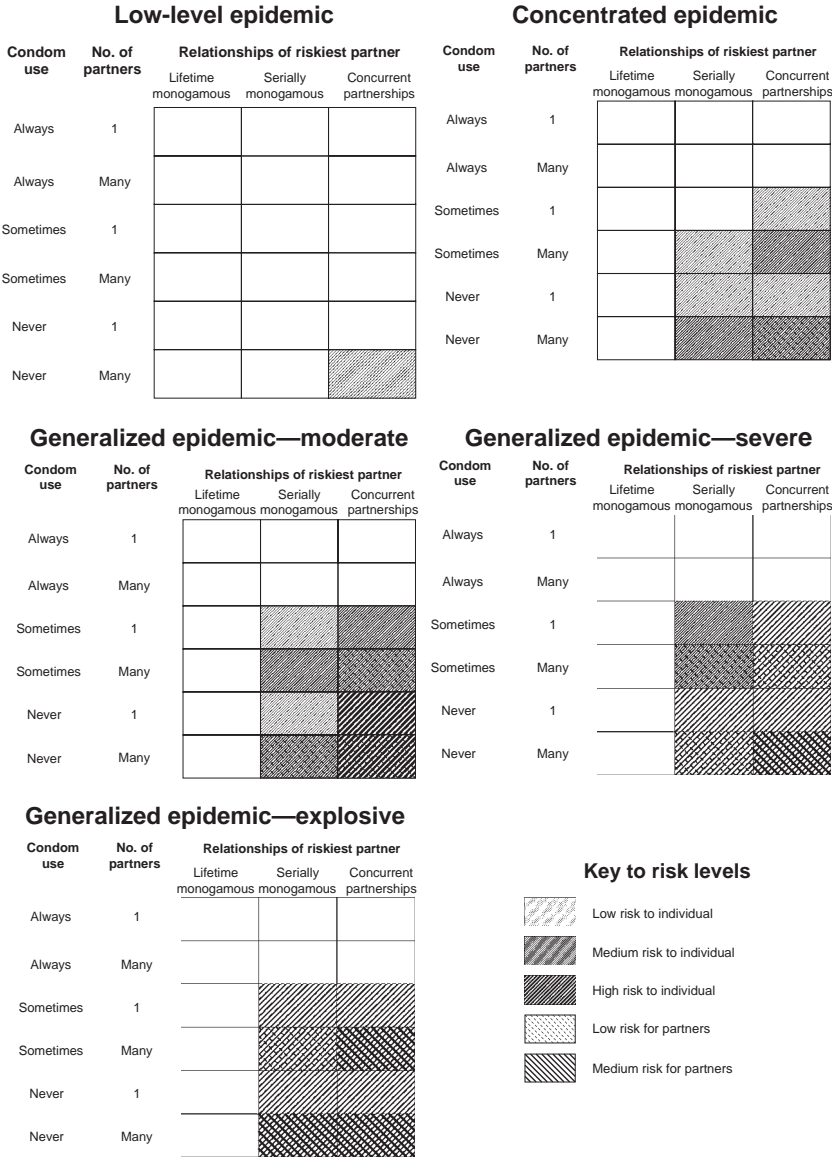 Low-level epidemic
Condom use
No. of partners
Relationships of riskiest partner
Lifetime monogamous
Serially monogamous
Concurrent partnerships
Always 1
Always Many
Sometimes 1
Sometimes Many
Never 1
Never Many
Concentrated epidemic
Condom use
No. of partners
Relationships of riskiest partner
Lifetime monogamous
Serially monogamous
Concurrent partnerships
Always 1
Always Many
Sometimes 1
Sometimes Many
Never 1
Never Many
Generalized epidemic—moderate
Condom use
No. of partners
Relationships of riskiest partner
Lifetime monogamous
Serially monogamous
Concurrent partnerships
Always 1
Always Many
Sometimes 1
Sometimes Many
Never 1
Never Many
Generalized epidemic—severe
Condom use
No. of partners
Relationships of riskiest partner
Lifetime monogamous
Serially monogamous
Concurrent partnerships
Always 1
Always Many
Sometimes 1
Sometimes Many
Never 1
Never Many
Generalized epidemic—explosive
Condom use
No. of partners
Relationships of riskiest partner
Lifetime monogamous
Serially monogamous
Concurrent partnerships
Always 1
Always Many
Sometimes 1
Sometimes Many
Never 1
Never Many
Key to risk levels
Low risk to individual
Medium risk to individual
High risk to individual
Low risk for partners
Medium risk for partners